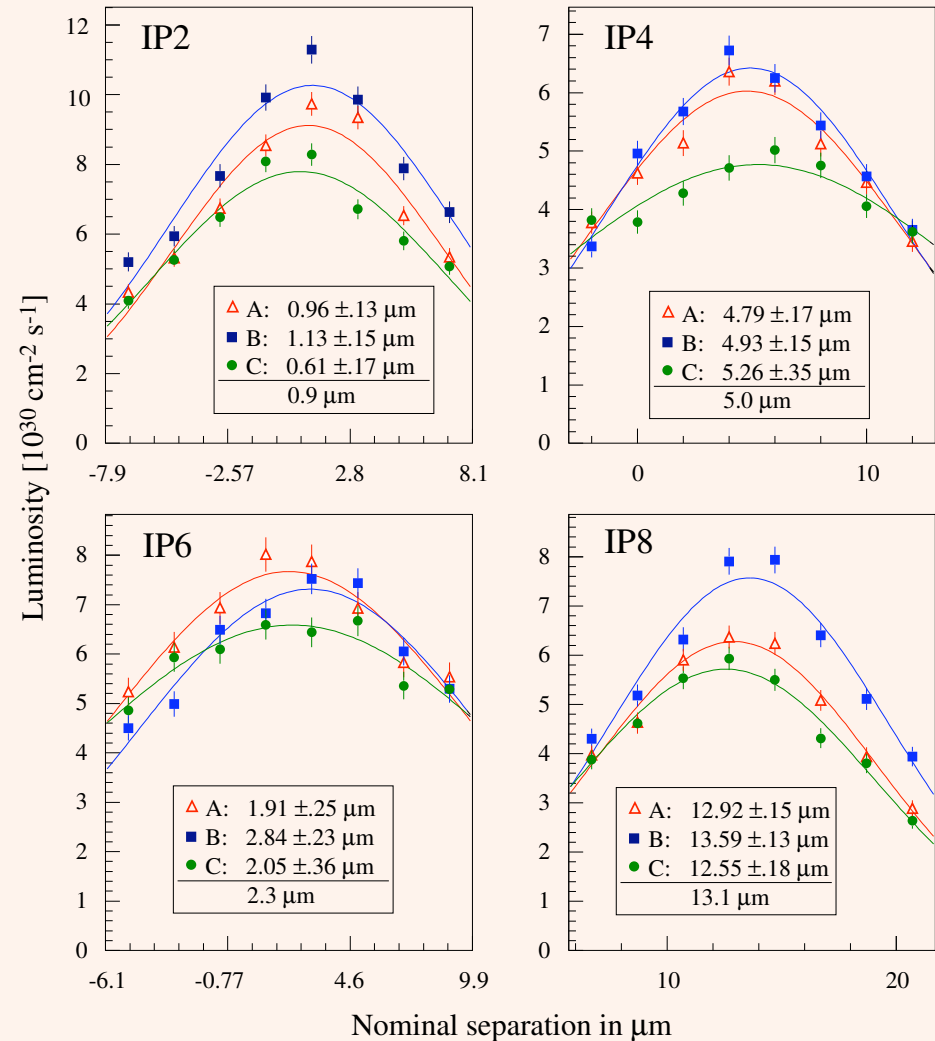 Luminosity [10^30 cm^-2 s^-1]
IP2
12
10
8
6
4
2
0
A: 0.96 ±.13 µm
B: 1.13 ±.15 µm
C: 0.61 ±.17 µm
0.9 µm
-7.9 -2.57 2.8 8.1
IP4
7
6
5
4
3
2
1
0
A: 4.79 ±.17 µm
B: 4.93 ±.15 µm
C: 5.26 ±.35 µm
5.0 µm
0 10
IP6
8
7
6
5
4
3
2
1
0
A: 1.91 ±.25 µm
B: 2.84 ±.23 µm
C: 2.05 ±.36 µm
2.3 µm
-6.1 -0.77 4.6 9.9
IP8
8
7
6
5
4
3
2
1
0
A: 12.92 ±.15 µm
B: 13.59 ±.13 µm
C: 12.55 ±.18 µm
13.1 µm
10 20
Nominal separation in µm